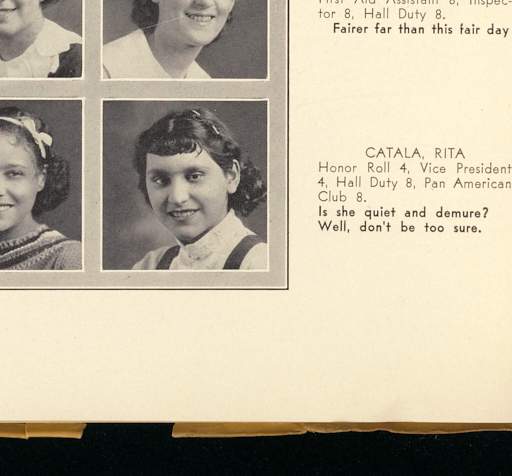 First Aid Assistant 8, Inspec-
tor 8, Hall Duty 8.
Fairer far than this fair day
CATALA, RITA
Honor Roll 4, Vice President
4, Hall Duty 8, Pan American
Club 8.
Is she quiet and demure?
Well, don't be too sure.